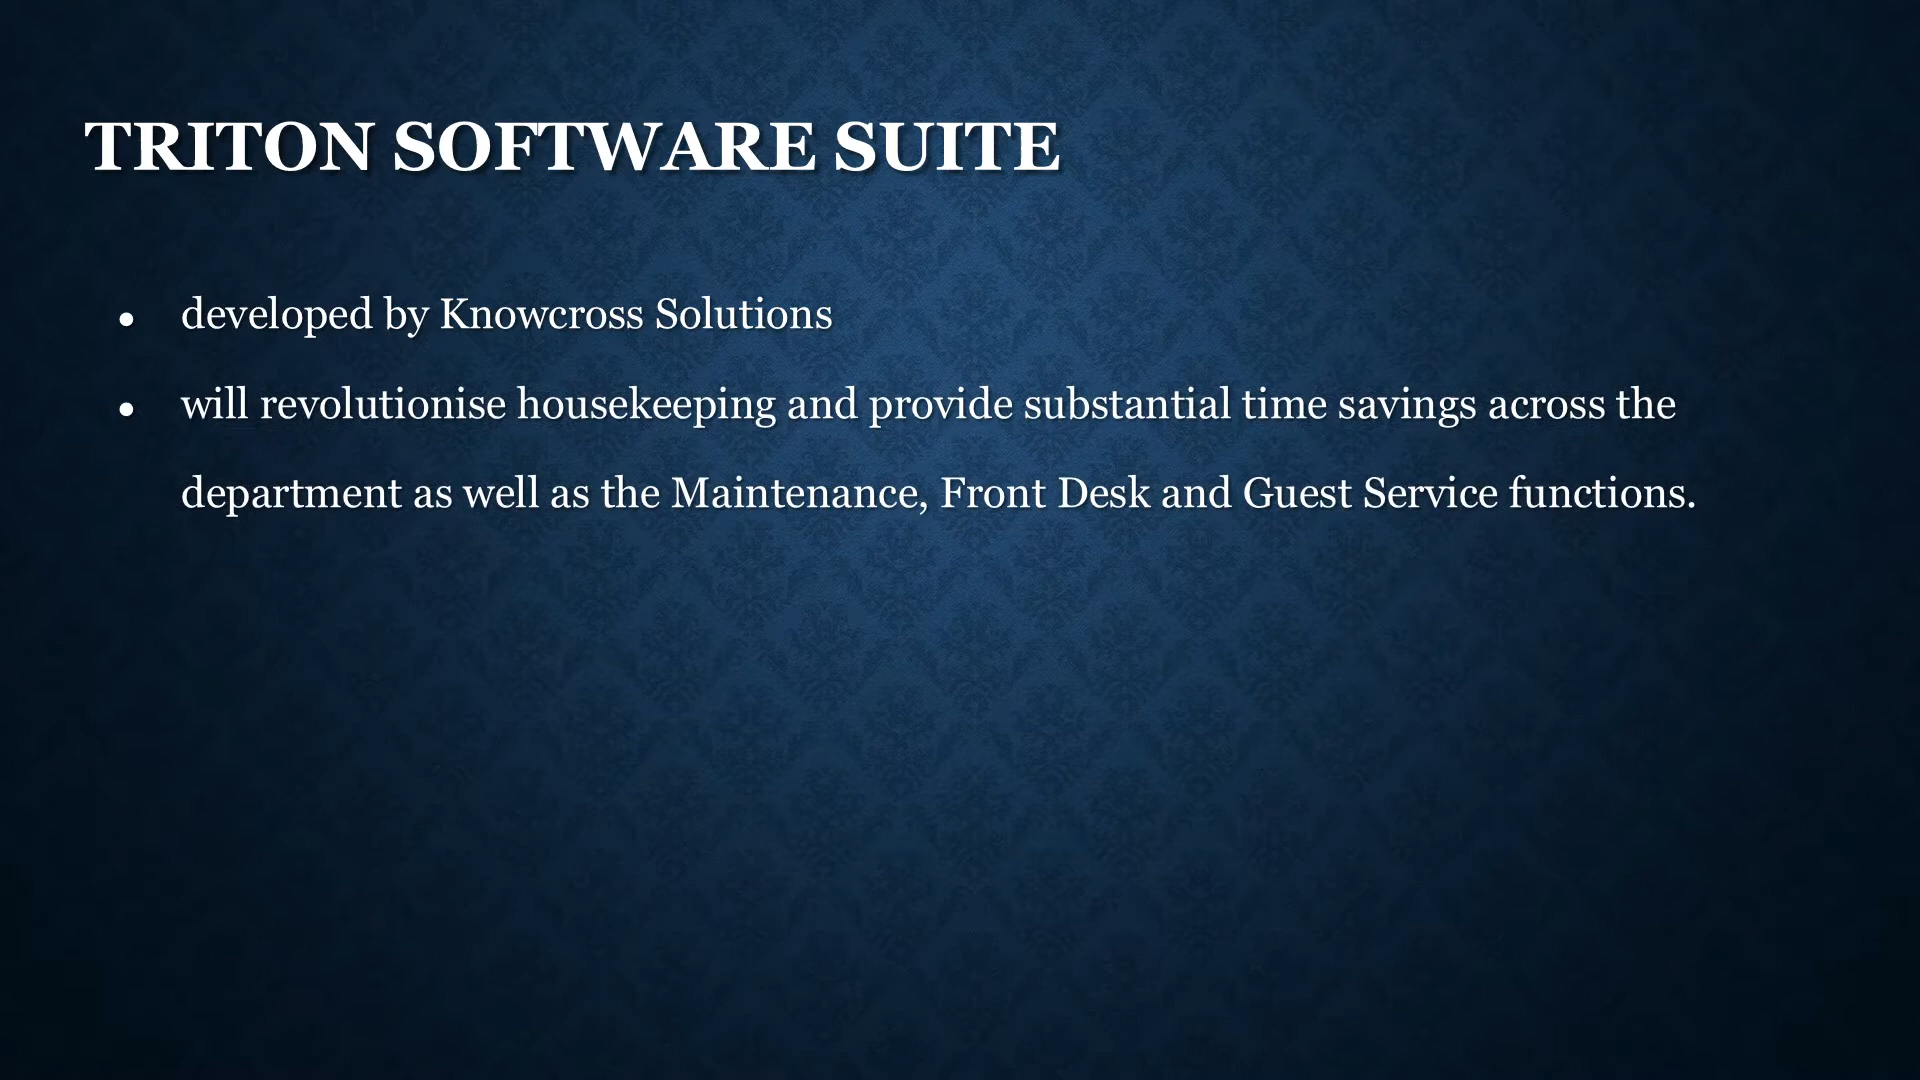 TRITON SOFTWARE SUITE
● developed by Knowcross Solutions
● will revolutionise housekeeping and provide substantial time savings across the
department as well as the Maintenance, Front Desk and Guest Service functions.